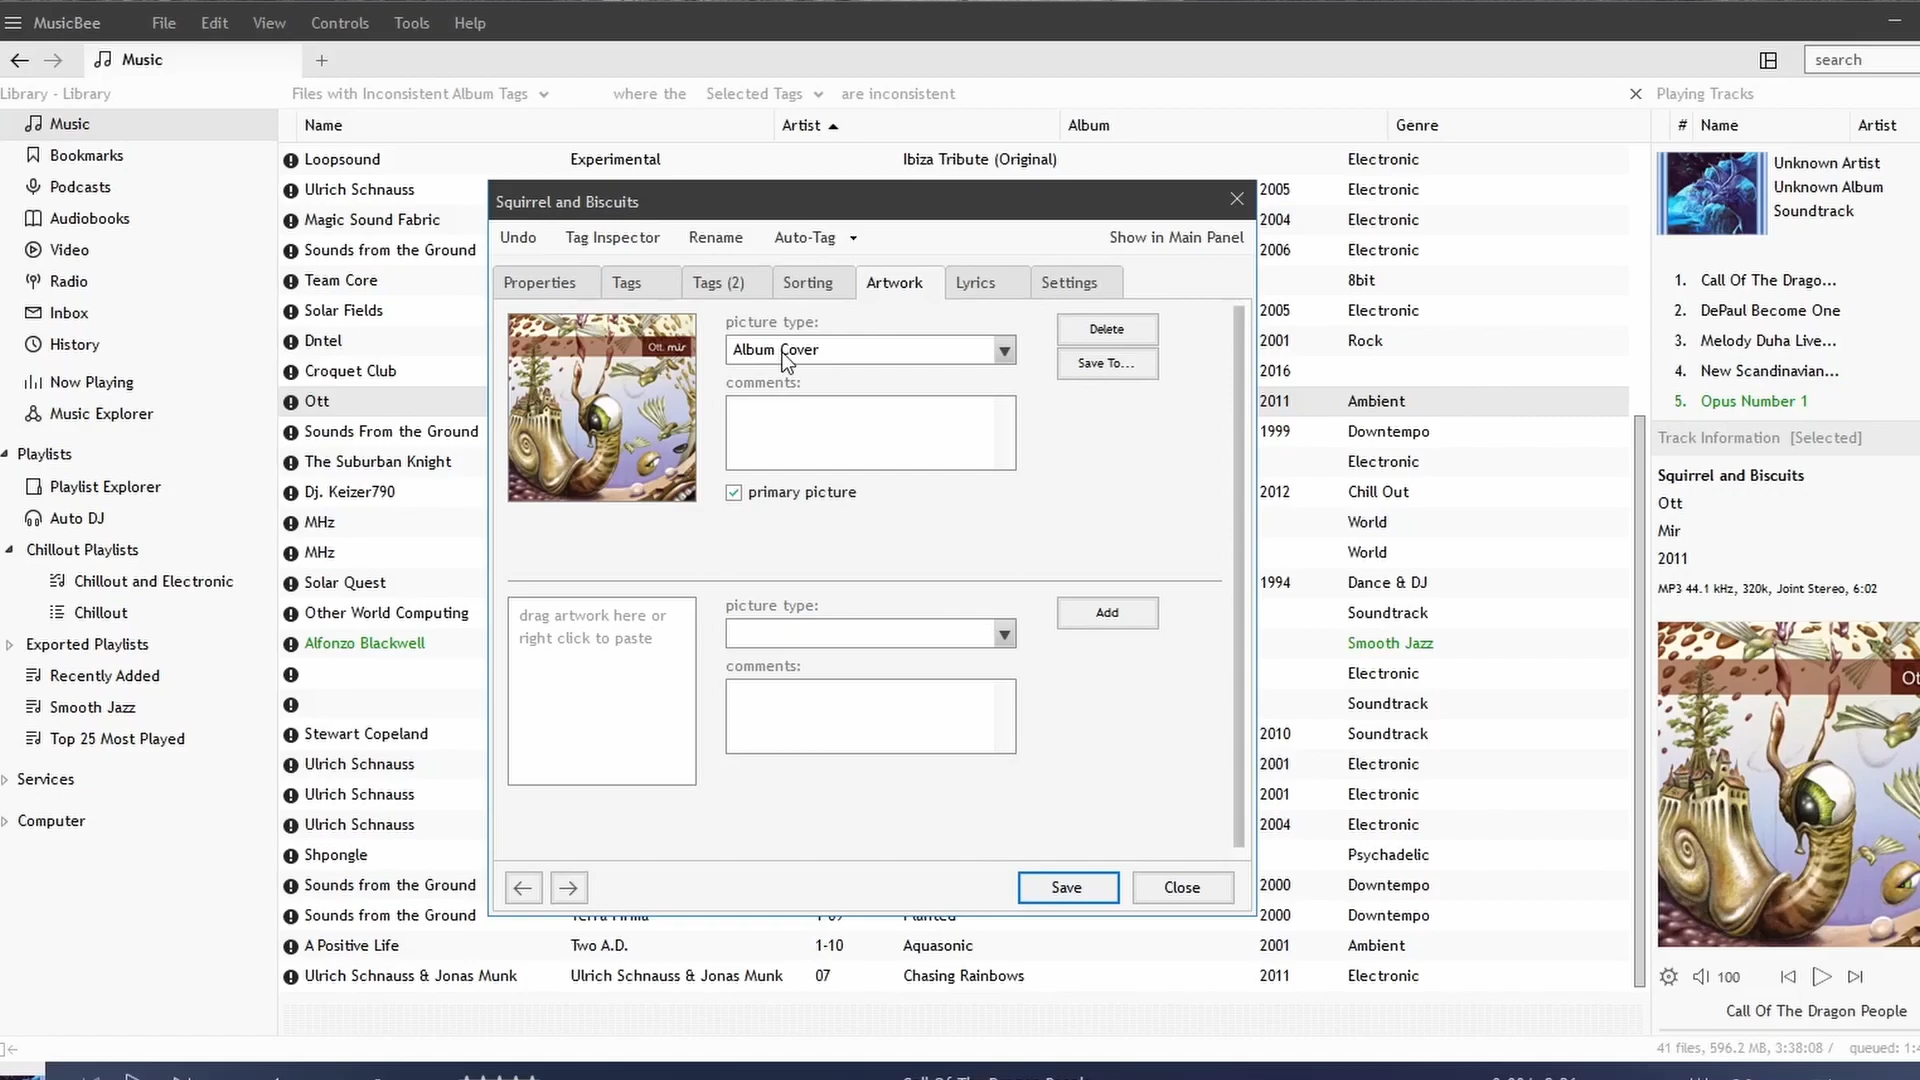 MusicBee File Edit View Controls Tools Help
Music + search
Library - Library Files with Inconsistent Album Tags where the Selected Tags are inconsistent Playing Tracks
Name Artist Album Genre # Name Artist
Music
Bookmarks
Podcasts
Audiobooks
Video
Radio
Inbox
History
Now Playing
Music Explorer
Playlists
Playlist Explorer
Auto DJ
Chillout Playlists
Chillout and Electronic
Chillout
Exported Playlists
Recently Added
Smooth Jazz
Top 25 Most Played
Services
Computer
Loopsound Experimental Ibiza Tribute (Original) Electronic
Ulrich Schnauss 2005 Electronic
Magic Sound Fabric 2004 Electronic
Sounds from the Ground 2006 Electronic
Team Core 8bit
Solar Fields 2005 Electronic
Dntel 2001 Rock
Croquet Club 2016 Electronic
Ott 2011 Ambient
Sounds From the Ground 1999 Downtempo
The Suburban Knight Electronic
Dj. Keizer790 2012 Chill Out
MHz World
MHz World
Solar Quest 1994 Dance & DJ
Other World Computing Soundtrack
Alfonzo Blackwell Smooth Jazz
Electronic
Soundtrack
Stewart Copeland 2010 Soundtrack
Ulrich Schnauss 2001 Electronic
Ulrich Schnauss 2001 Electronic
Ulrich Schnauss 2004 Electronic
Shpongle Psychadelic
Sounds from the Ground 2000 Downtempo
Sounds from the Ground Terra Firma 1-09 Planted 2000 Downtempo
A Positive Life Two A.D. 1-10 Aquasonic 2001 Ambient
Ulrich Schnauss & Jonas Munk Ulrich Schnauss & Jonas Munk 07 Chasing Rainbows 2011 Electronic
Squirrel and Biscuits
Undo Tag Inspector Rename Auto-Tag Show in Main Panel
Properties Tags Tags (2) Sorting Artwork Lyrics Settings
Ott. mir
picture type:
Album Cover
comments:
primary picture
Delete
Save To...
drag artwork here or
right click to paste
picture type:
comments:
Add
Save Close
Unknown Artist
Unknown Album
Soundtrack
1. Call Of The Drago...
2. DePaul Become One
3. Melody Duha Live...
4. New Scandinavian...
5. Opus Number 1
Track Information [Selected]
Squirrel and Biscuits
Ott
Mir
2011
MP3 44.1 kHz, 320k, Joint Stereo, 6:02
100
Call Of The Dragon People
41 files, 596.2 MB, 3:38:08 / queued: